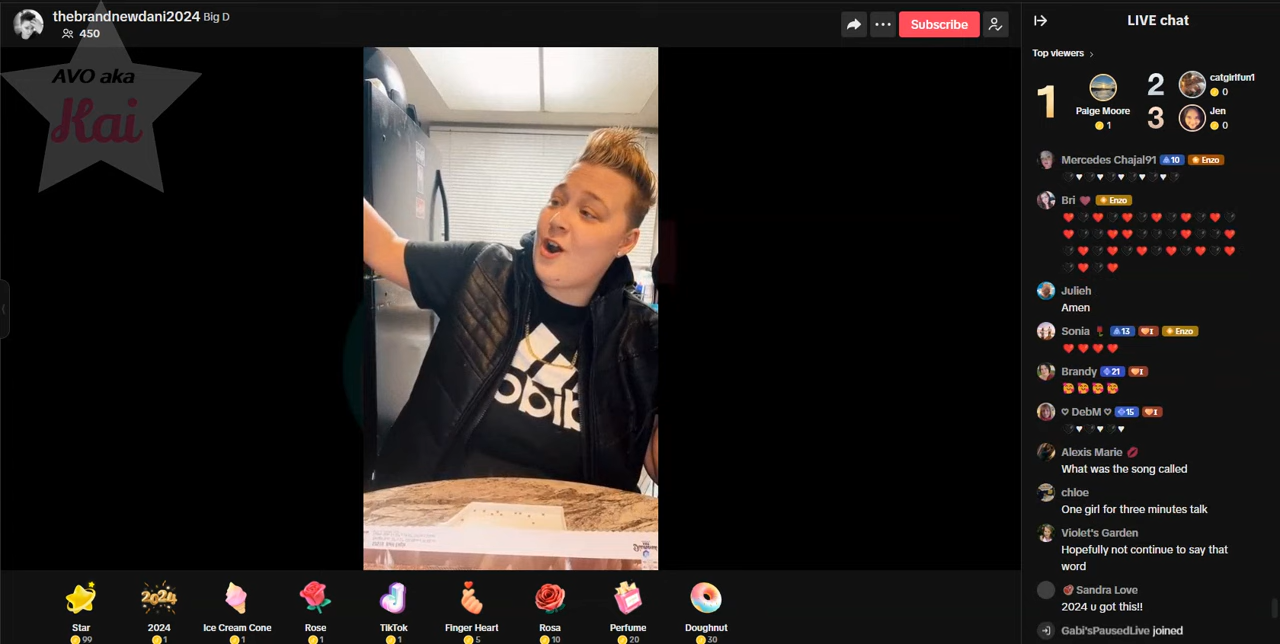 thebrandnewdani2024 Big D
450
Subscribe
AVO aka
Kai
LIVE chat
Top viewers
1
Paige Moore
1
2
catgirlfun1
0
3
Jen
0
Mercedes Chajal91 10 Enzo
Bri Enzo
Julieh
Amen
Sonia 13 I Enzo
Brandy 21 I
DebM 15 I
Alexis Marie
What was the song called
chloe
One girl for three minutes talk
Violet's Garden
Hopefully not continue to say that
word
Sandra Love
2024 u got this!!
Gabi'sPausedLive joined
adidas
2024
Star
99
2024
1
Ice Cream Cone
1
Rose
1
TikTok
1
Finger Heart
5
Rosa
10
Perfume
20
Doughnut
30